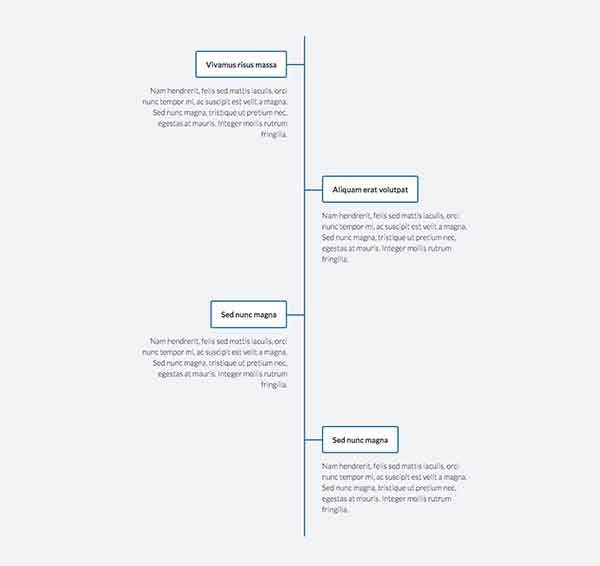 Vivamus risus massa
Nam hendrerit, felis sed mattis iaculis, orci
nunc tempor mi, ac suscipit est velit a magna.
Sed nunc magna, tristique ut pretium nec,
egestas at mauris. Integer mollis rutrum
fringilla.
Aliquam erat volutpat
Nam hendrerit, felis sed mattis iaculis, orci
nunc tempor mi, ac suscipit est velit a magna.
Sed nunc magna, tristique ut pretium nec,
egestas at mauris. Integer mollis rutrum
fringilla.
Sed nunc magna
Nam hendrerit, felis sed mattis iaculis, orci
nunc tempor mi, ac suscipit est velit a magna.
Sed nunc magna, tristique ut pretium nec,
egestas at mauris. Integer mollis rutrum
fringilla.
Sed nunc magna
Nam hendrerit, felis sed mattis iaculis, orci
nunc tempor mi, ac suscipit est velit a magna.
Sed nunc magna, tristique ut pretium nec,
egestas at mauris. Integer mollis rutrum
fringilla.